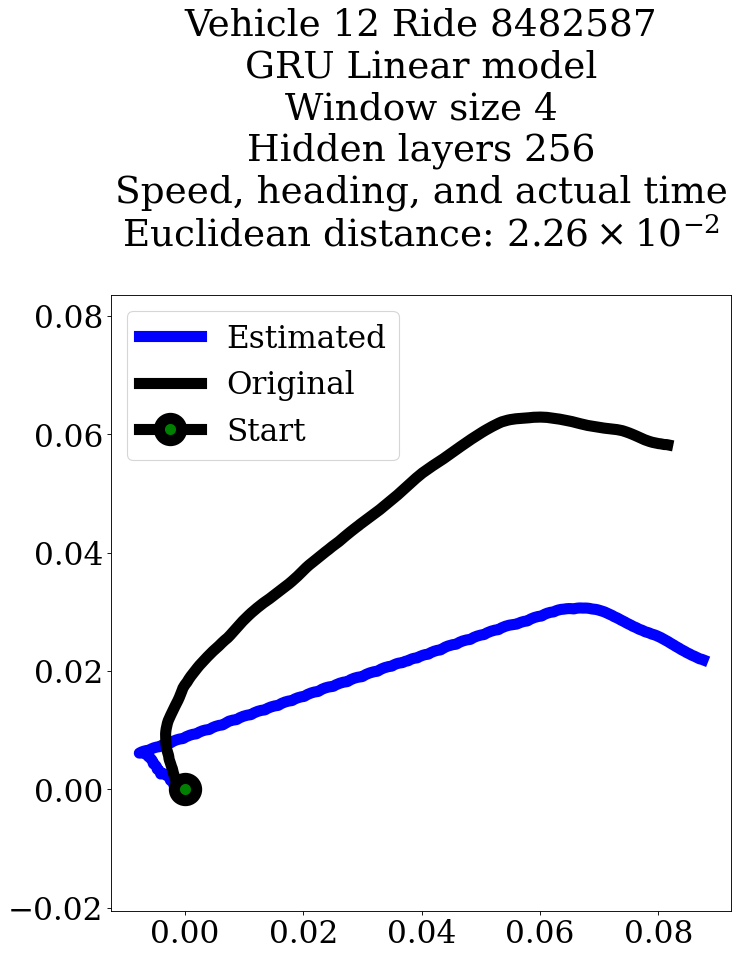 Vehicle 12 Ride 8482587
GRU Linear model
Window size 4
Hidden layers 256
Speed, heading, and actual time
Euclidean distance: 2.26 × 10⁻²
Estimated
Original
Start
0.08
0.06
0.04
0.02
0.00
−0.02
0.00 0.02 0.04 0.06 0.08